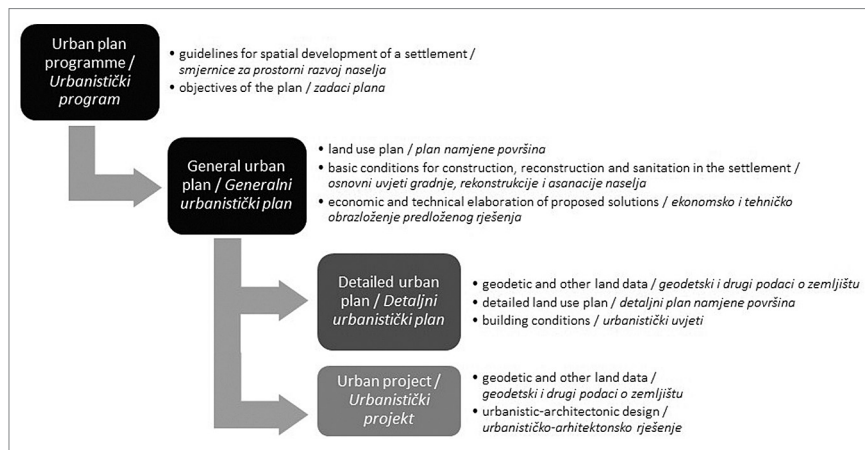 Urban plan
programme /
Urbanistički
program
• guidelines for spatial development of a settlement /
smjernice za prostorni razvoj naselja
• objectives of the plan / zadaci plana
General urban
plan / Generalni
urbanistički plan
• land use plan / plan namjene površina
• basic conditions for construction, reconstruction and sanitation in the settlement /
osnovni uvjeti gradnje, rekonstrukcije i asanacije naselja
• economic and technical elaboration of proposed solutions / ekonomsko i tehničko
obrazloženje predloženog rješenja
Detailed urban
plan / Detaljni
urbanistički plan
• geodetic and other land data / geodetski i drugi podaci o zemljištu
• detailed land use plan / detaljni plan namjene površina
• building conditions / urbanistički uvjeti
Urban project /
Urbanistički
projekt
• geodetic and other land data /
geodetski i drugi podaci o zemljištu
• urbanistic-architectonic design /
urbanističko-arhitektonsko rješenje